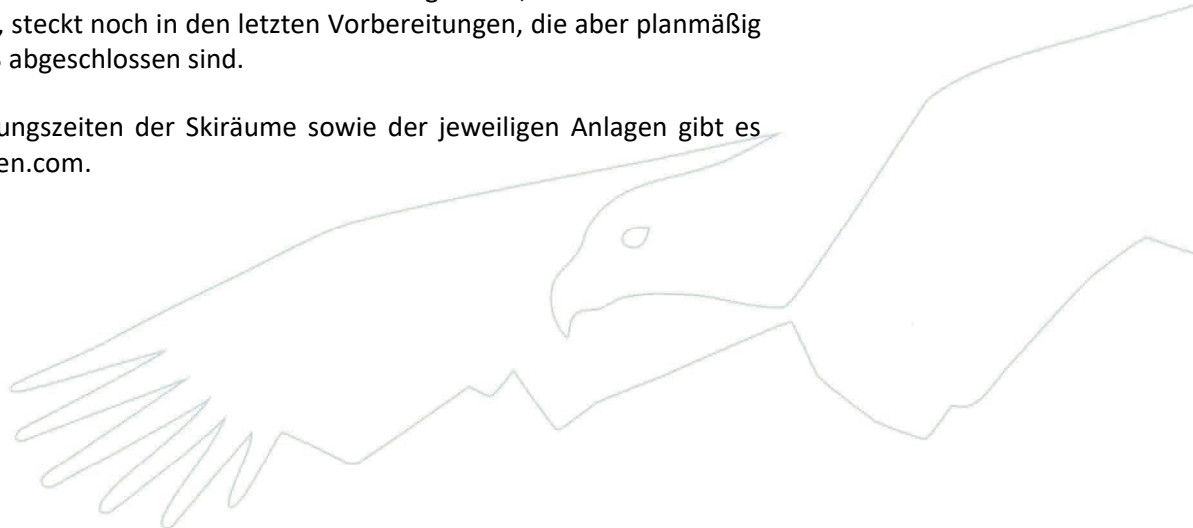 , steckt noch in den letzten Vorbereitungen, die aber planmäßig
abgeschlossen sind.
ungszeiten der Skiräume sowie der jeweiligen Anlagen gibt es
en.com.